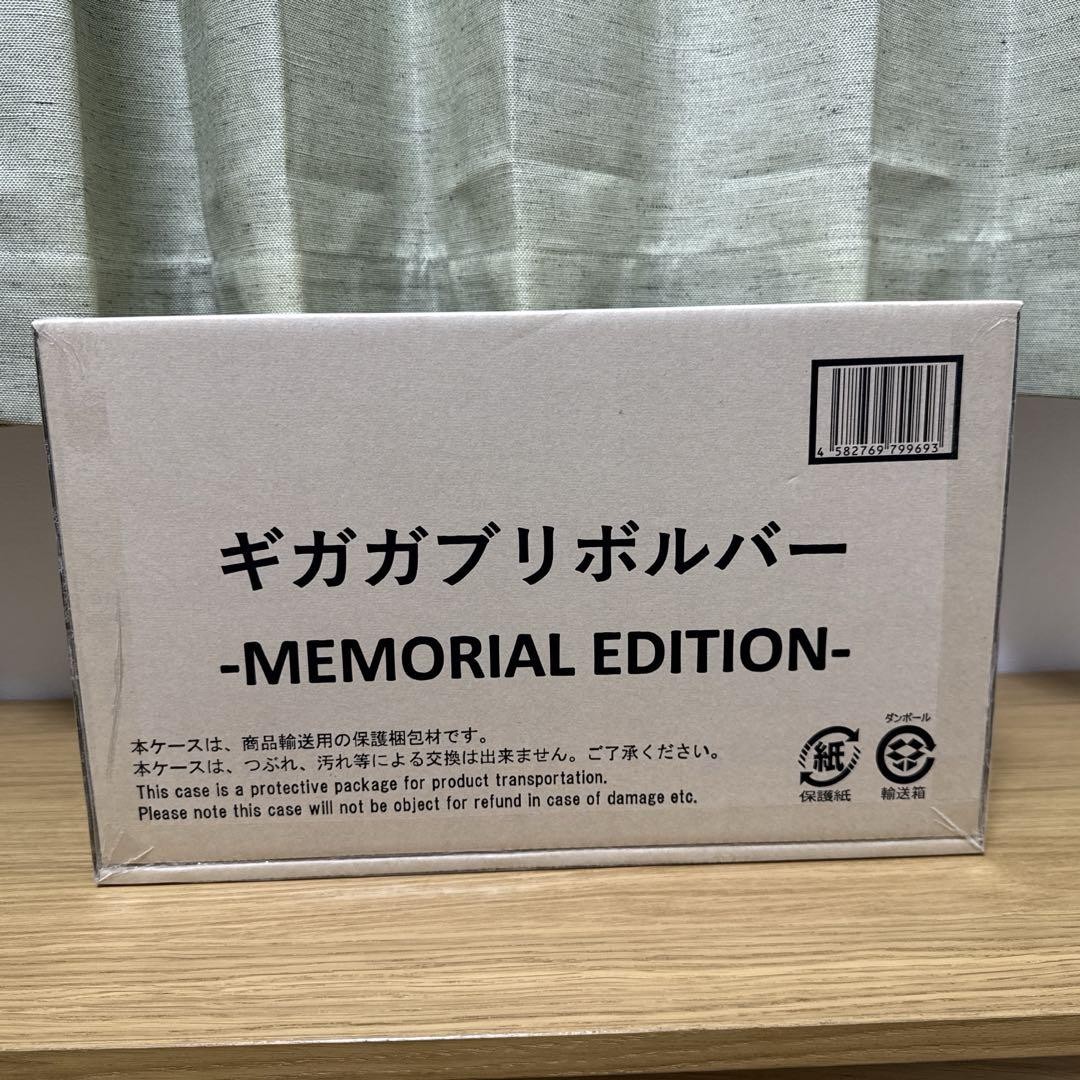 4 582769 799693
ギガガブリボルバー
-MEMORIAL EDITION-
本ケースは、商品輸送用の保護梱包材です。
本ケースは、つぶれ、汚れ等による交換は出来ません。ご了承ください。
This case is a protective package for product transportation.
Please note this case will not be object for refund in case of damage etc.
紙
保護紙
ダンボール
輸送箱